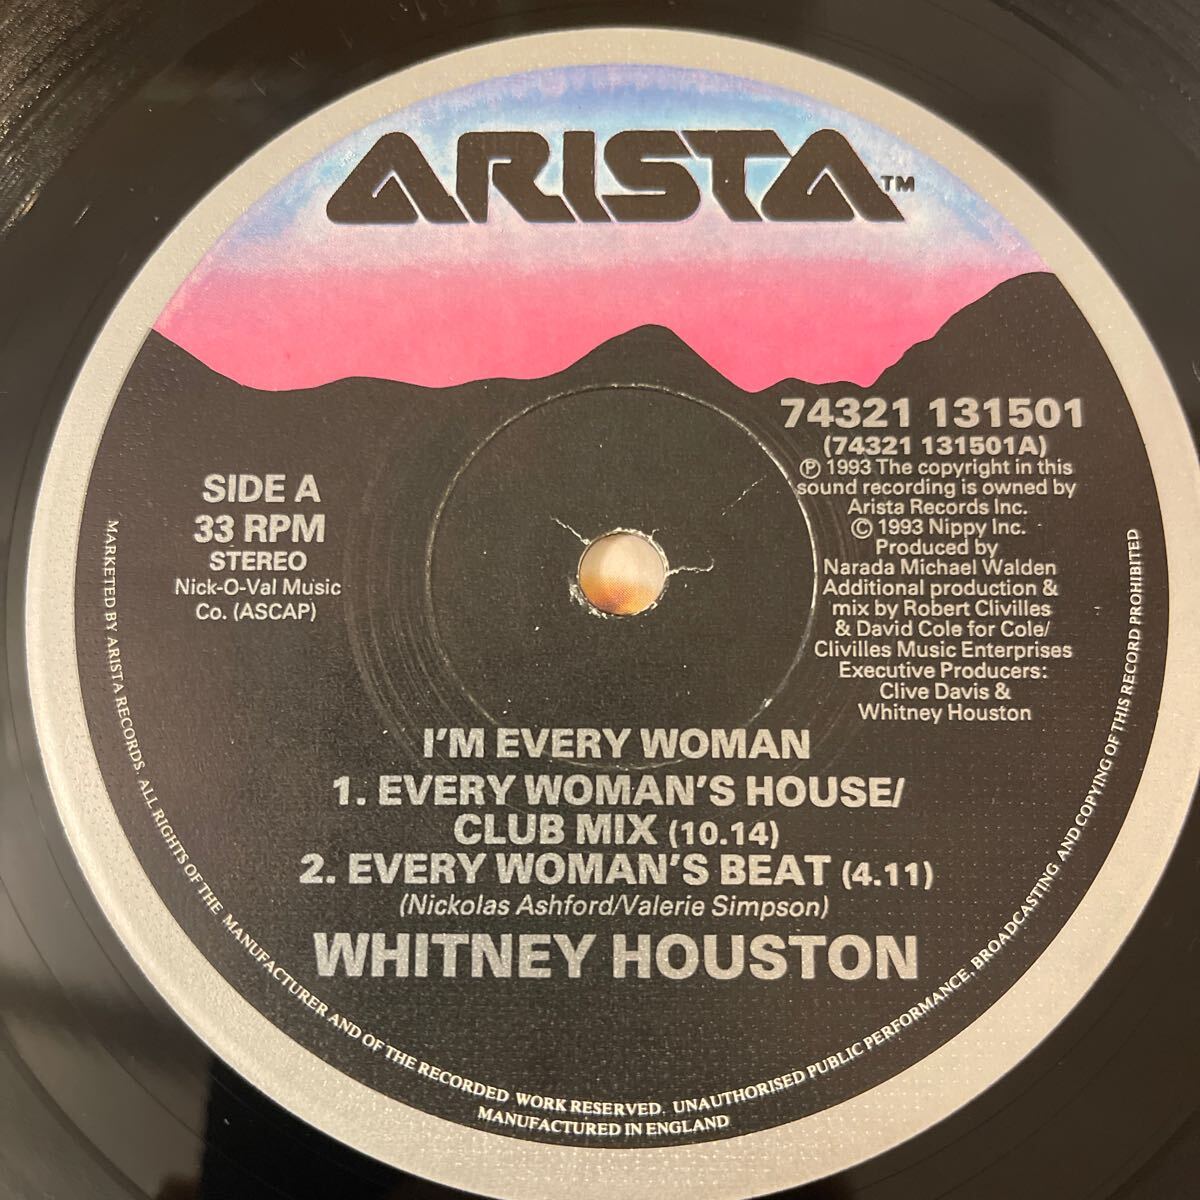 ARISTA™
74321 131501
(74321 131501A)
℗ 1993 The copyright in this
sound recording is owned by
Arista Records Inc.
© 1993 Nippy Inc.
Produced by
Narada Michael Walden
Additional production &
mix by Robert Clivilles
& David Cole for Cole/
Clivilles Music Enterprises
Executive Producers:
Clive Davis &
Whitney Houston
SIDE A
33 RPM
STEREO
Nick-O-Val Music
Co. (ASCAP)
I'M EVERY WOMAN
1. EVERY WOMAN'S HOUSE/
CLUB MIX (10.14)
2. EVERY WOMAN'S BEAT (4.11)
(Nickolas Ashford/Valerie Simpson)
WHITNEY HOUSTON
MARKETED BY ARISTA RECORDS. ALL RIGHTS OF THE MANUFACTURER AND OF THE RECORDED WORK RESERVED. UNAUTHORISED PUBLIC PERFORMANCE, BROADCASTING AND COPYING OF THIS RECORD PROHIBITED
MANUFACTURED IN ENGLAND